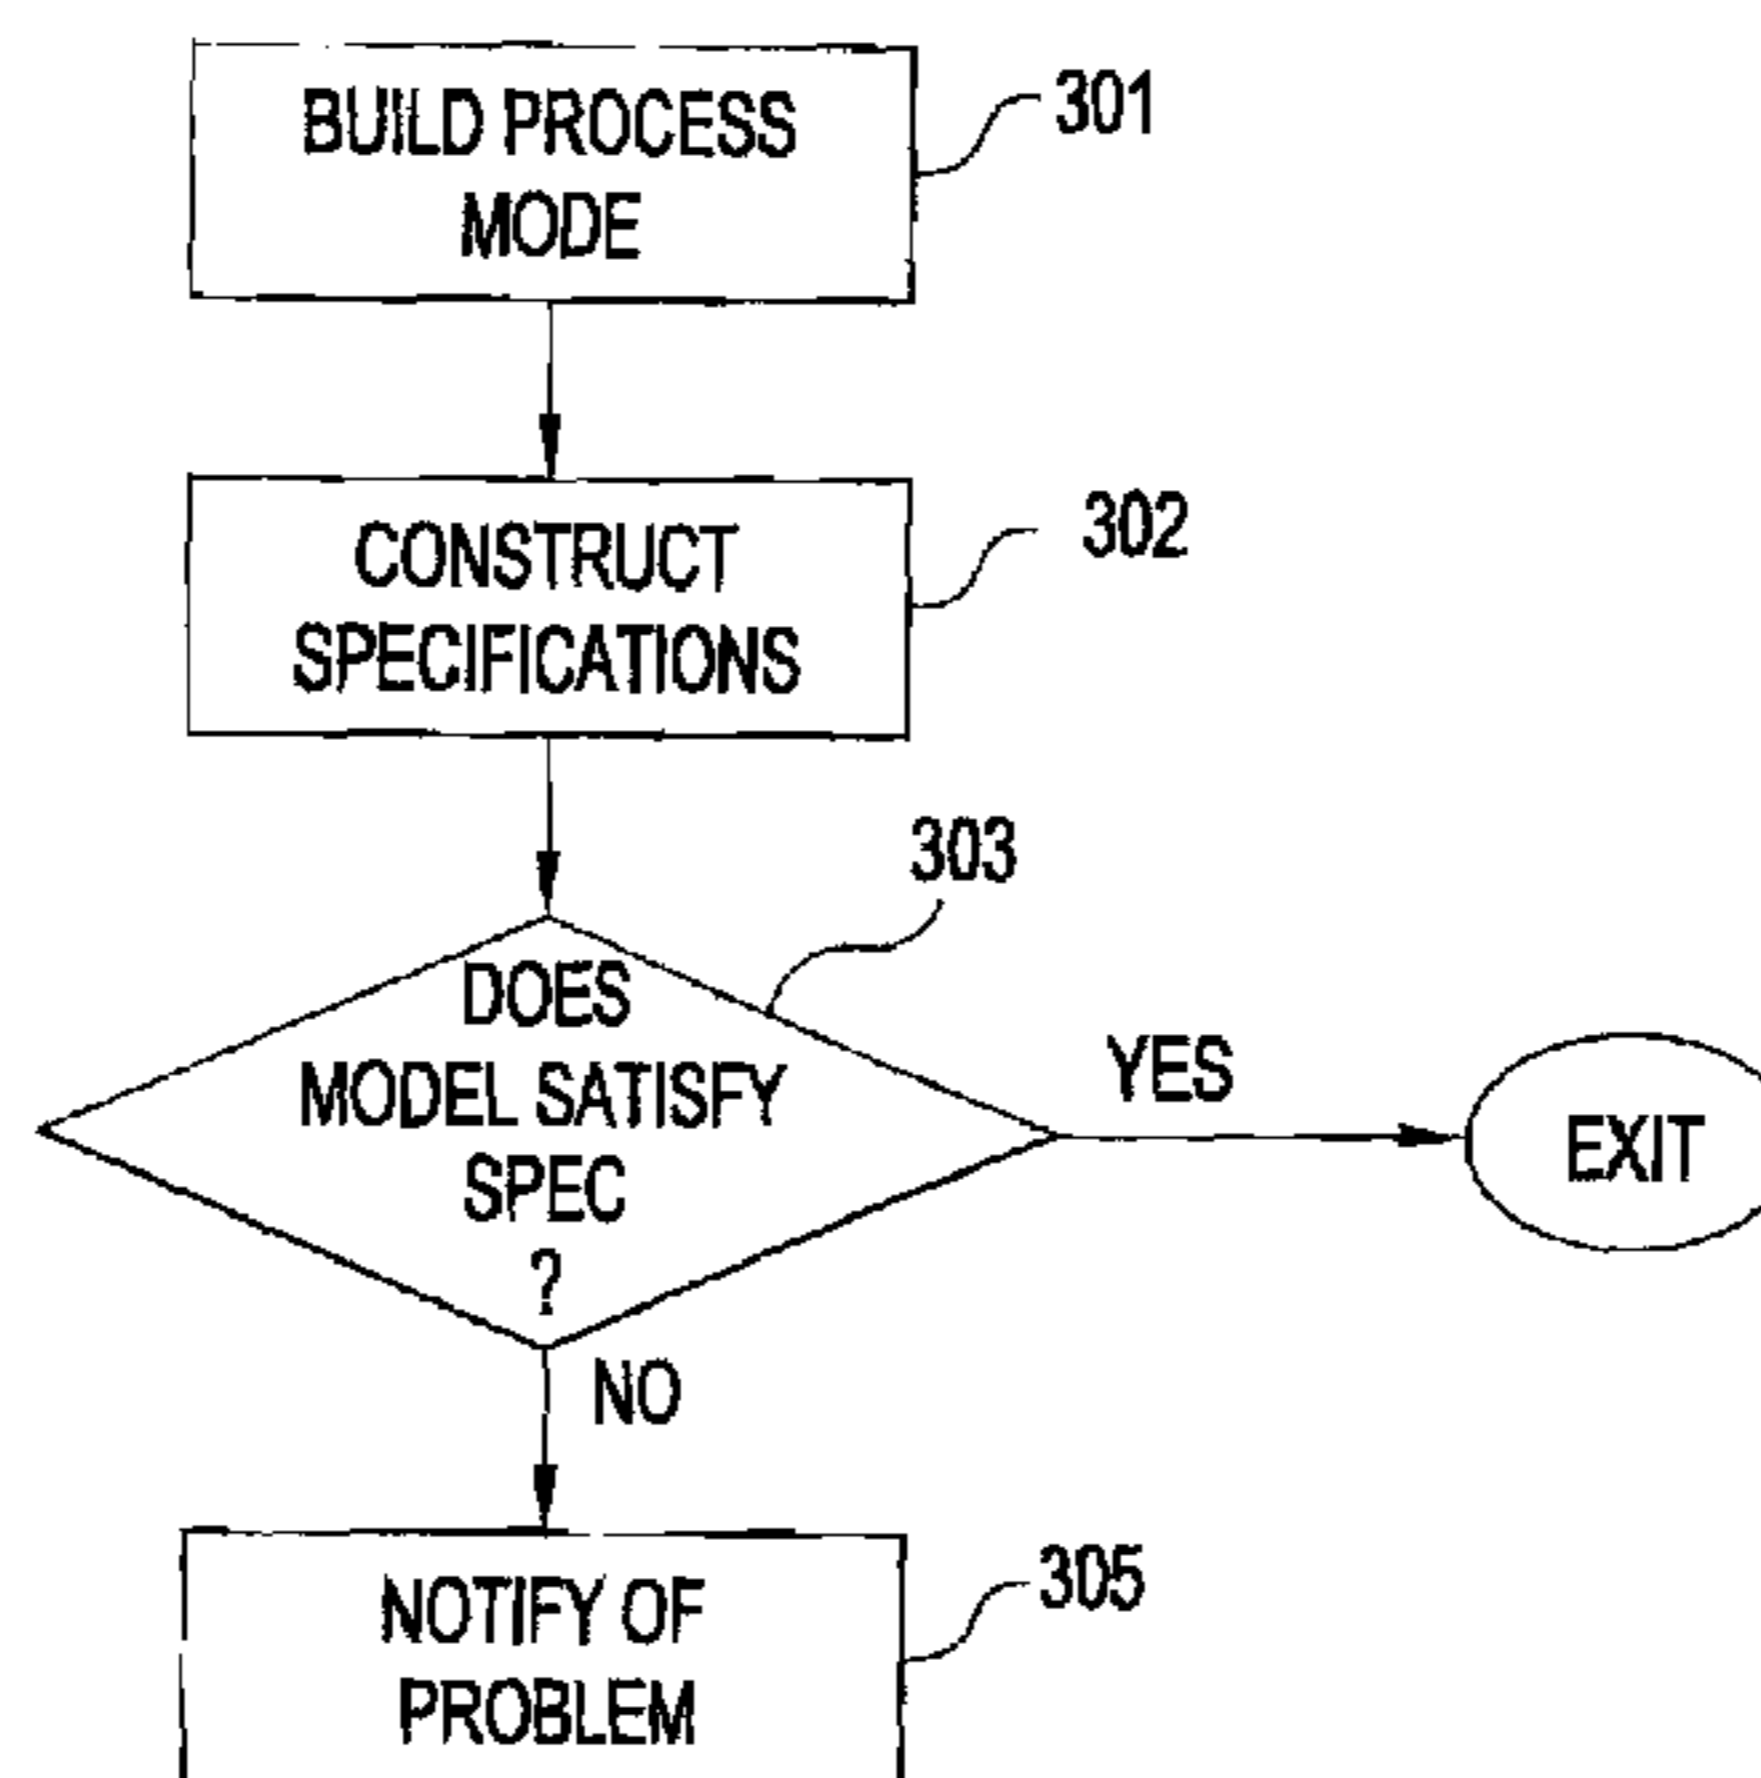 BUILD PROCESS
MODE
301
CONSTRUCT
SPECIFICATIONS
302
303
DOES
MODEL SATISFY
SPEC
?
YES
EXIT
NO
NOTIFY OF
PROBLEM
305